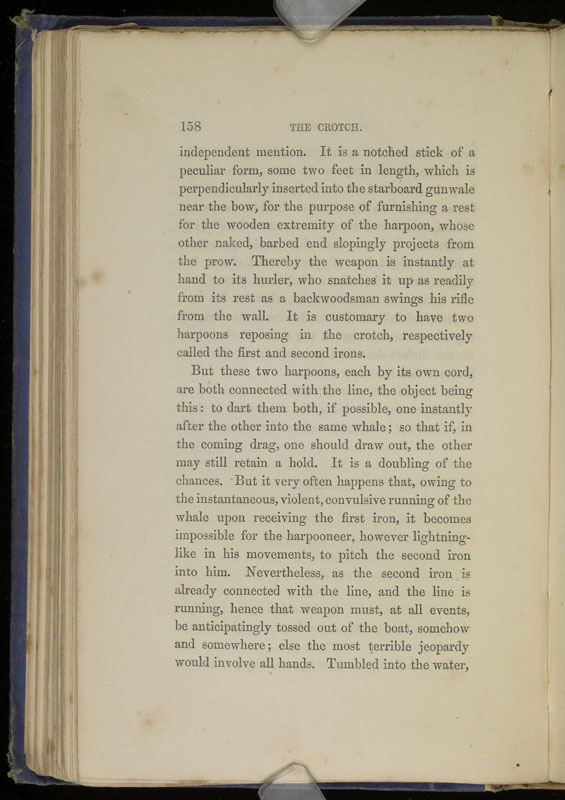 158 THE CROTCH.
independent mention. It is a notched stick of a
peculiar form, some two feet in length, which is
perpendicularly inserted into the starboard gunwale
near the bow, for the purpose of furnishing a rest
for the wooden extremity of the harpoon, whose
other naked, barbed end slopingly projects from
the prow. Thereby the weapon is instantly at
hand to its hurler, who snatches it up as readily
from its rest as a backwoodsman swings his rifle
from the wall. It is customary to have two
harpoons reposing in the crotch, respectively
called the first and second irons.
But these two harpoons, each by its own cord,
are both connected with the line, the object being
this: to dart them both, if possible, one instantly
after the other into the same whale; so that if, in
the coming drag, one should draw out, the other
may still retain a hold. It is a doubling of the
chances. But it very often happens that, owing to
the instantaneous, violent, convulsive running of the
whale upon receiving the first iron, it becomes
impossible for the harpooneer, however lightning-
like in his movements, to pitch the second iron
into him. Nevertheless, as the second iron is
already connected with the line, and the line is
running, hence that weapon must, at all events,
be anticipatingly tossed out of the boat, somehow
and somewhere; else the most terrible jeopardy
would involve all hands. Tumbled into the water,